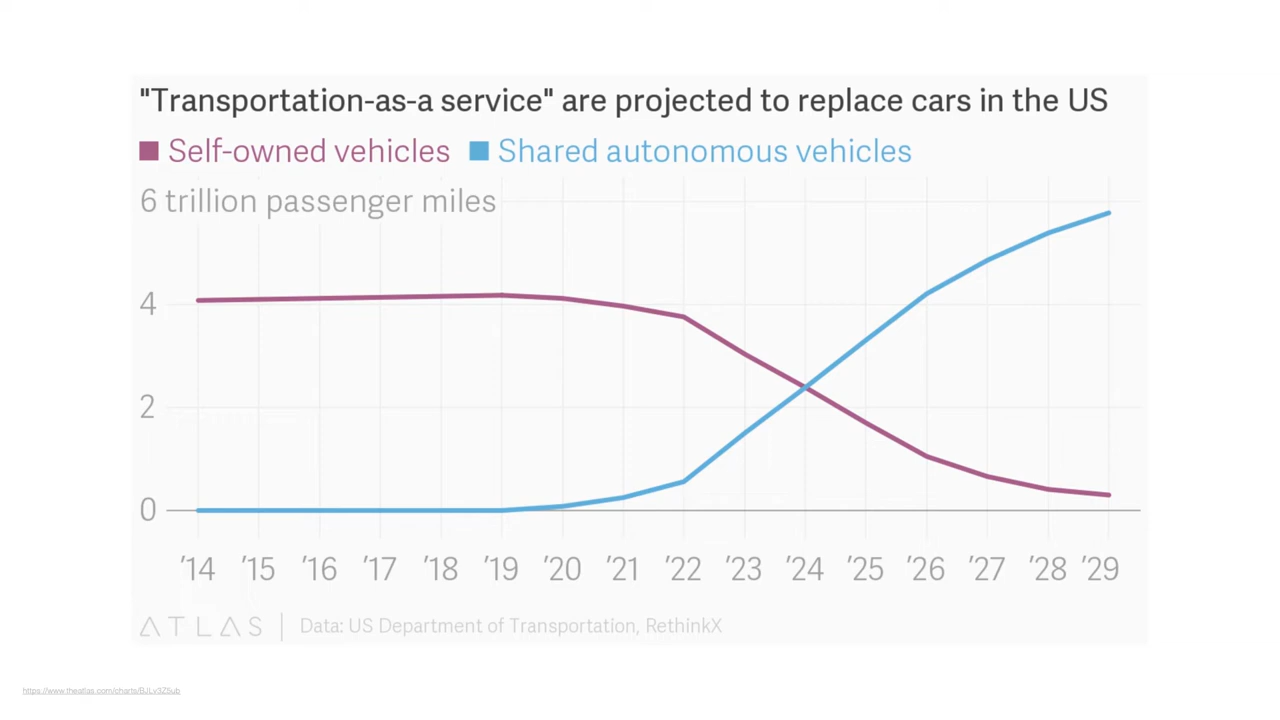 "Transportation-as-a service" are projected to replace cars in the US
Self-owned vehicles Shared autonomous vehicles
6 trillion passenger miles
4
2
0
'14 '15 '16 '17 '18 '19 '20 '21 '22 '23 '24 '25 '26 '27 '28 '29
ATLAS Data: US Department of Transportation, RethinkX